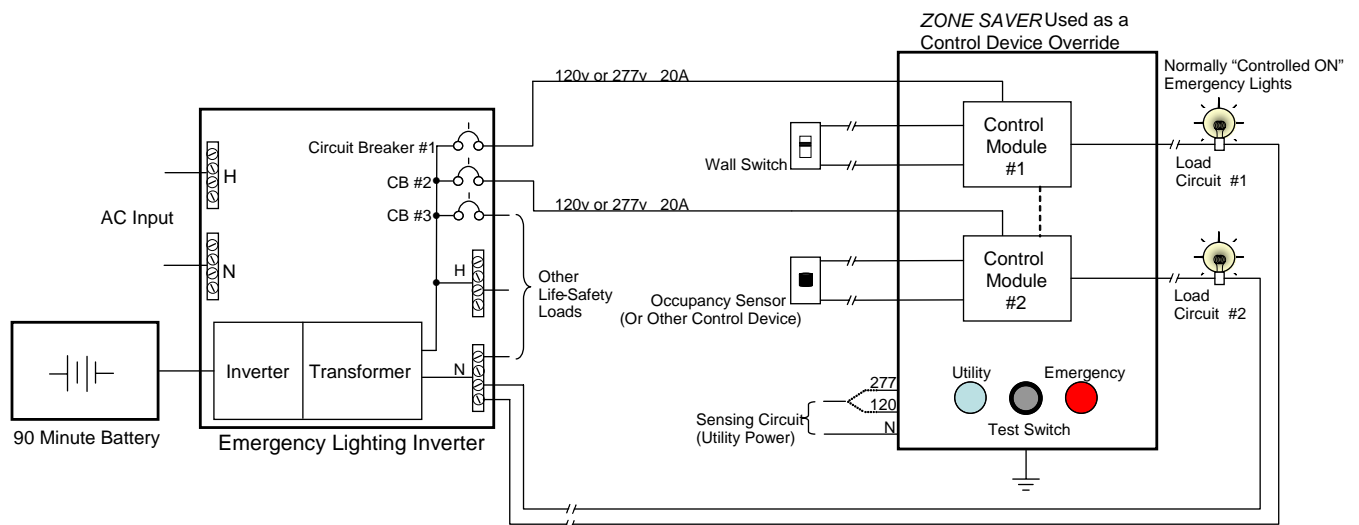 ZONE SAVER Used as a
Control Device Override
120v or 277v 20A
Normally “Controlled ON”
Emergency Lights
Circuit Breaker #1
Control
Module
#1
Wall Switch
Load
Circuit #1
H
CB #2
AC Input
120v or 277v 20A
CB #3
N
H
Other
Life-Safety
Loads
Control
Module
#2
Occupancy Sensor
(Or Other Control Device)
Load
Circuit #2
Inverter
Transformer
N
90 Minute Battery
Emergency Lighting Inverter
277
120
N
Sensing Circuit
(Utility Power)
Utility
Emergency
Test Switch